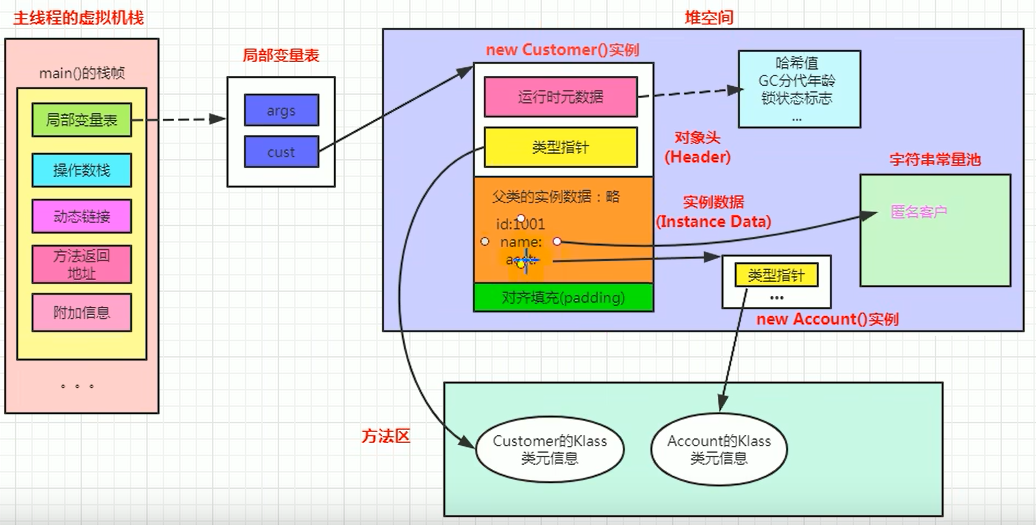 主线程的虚拟机栈
main()的栈帧
局部变量表
操作数栈
动态链接
方法返回
地址
附加信息
。。。
局部变量表
args
cust
堆空间
new Customer()实例
运行时元数据
类型指针
对象头
(Header)
哈希值
GC分代年龄
锁状态标志
...
父类的实例数据：略
id:1001
name:
实例数据
(Instance Data)
对齐填充(padding)
字符串常量池
匿名客户
类型指针
...
new Account()实例
方法区
Customer的Klass
类元信息
Account的Klass
类元信息